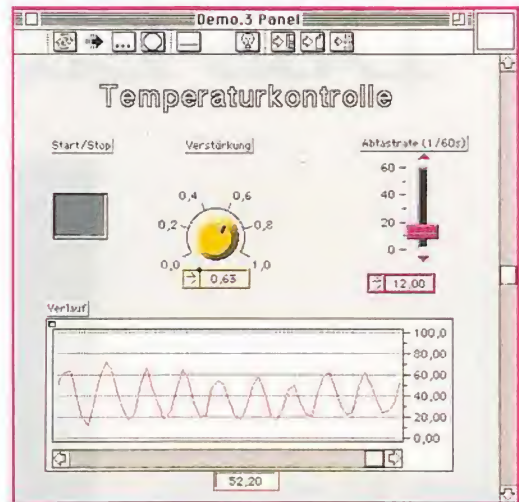 Demo.3 Panel
Temperaturkontrolle
Start/Stop
Verstärkung
Abtastrate (1/60s)
0,4 0,6
0,2 0,8
0,0 1,0
0,63
60
40
20
0
12,00
Verlauf
100,0
80,00
60,00
40,00
20,00
0,00
52,20